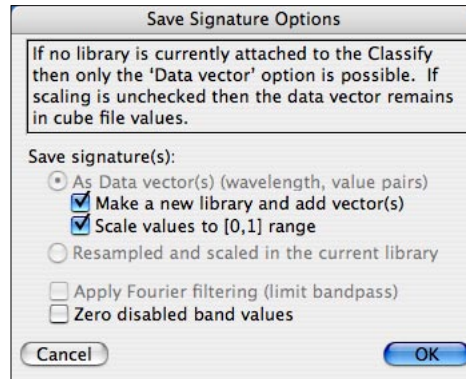 Save Signature Options
If no library is currently attached to the Classify
then only the 'Data vector' option is possible.  If
scaling is unchecked then the data vector remains
in cube file values.
Save signature(s):
As Data vector(s) (wavelength, value pairs)
Make a new library and add vector(s)
Scale values to [0,1] range
Resampled and scaled in the current library
Apply Fourier filtering (limit bandpass)
Zero disabled band values
Cancel
OK